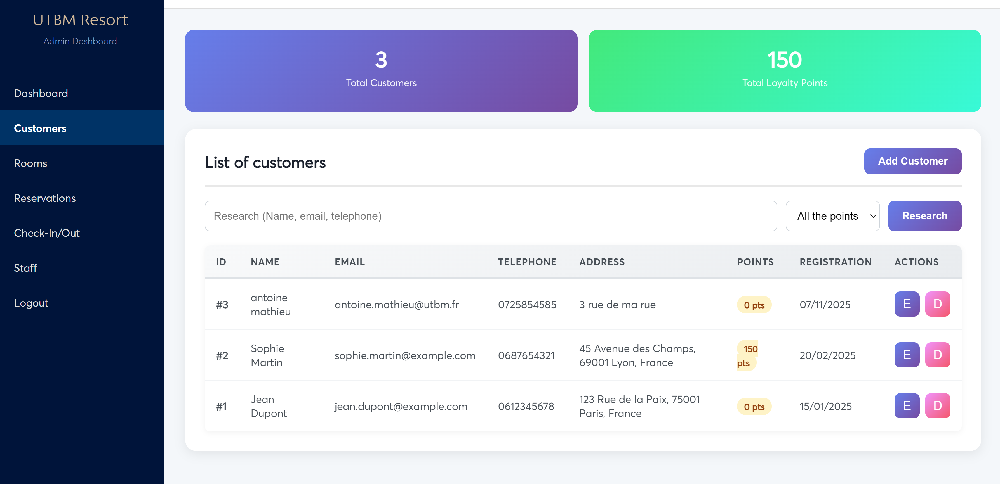 UTBM Resort
Admin Dashboard
Dashboard
Customers
Rooms
Reservations
Check-In/Out
Staff
Logout
3
Total Customers
150
Total Loyalty Points
List of customers
Add Customer
Research (Name, email, telephone)
All the points
Research
ID NAME EMAIL TELEPHONE ADDRESS POINTS REGISTRATION ACTIONS
#3 antoine mathieu antoine.mathieu@utbm.fr 0725854585 3 rue de ma rue 0 pts 07/11/2025 E D
#2 Sophie Martin sophie.martin@example.com 0687654321 45 Avenue des Champs, 69001 Lyon, France 150 pts 20/02/2025 E D
#1 Jean Dupont jean.dupont@example.com 0612345678 123 Rue de la Paix, 75001 Paris, France 0 pts 15/01/2025 E D